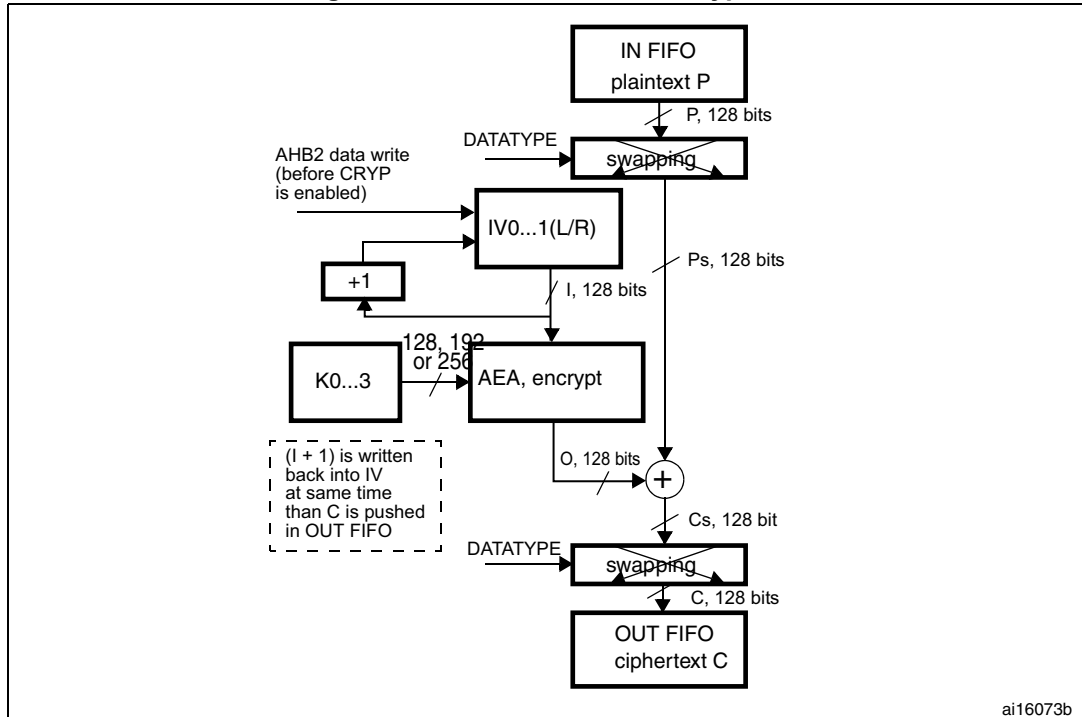 IN FIFO
plaintext P
P, 128 bits
DATATYPE
swapping
AHB2 data write
(before CRYP
is enabled)
IV0...1(L/R)
Ps, 128 bits
+1
I, 128 bits
128, 192
or 256
K0...3
AEA, encrypt
(I + 1) is written
back into IV
at same time
than C is pushed
in OUT FIFO
O, 128 bits
+
Cs, 128 bit
DATATYPE
swapping
C, 128 bits
OUT FIFO
ciphertext C
ai16073b